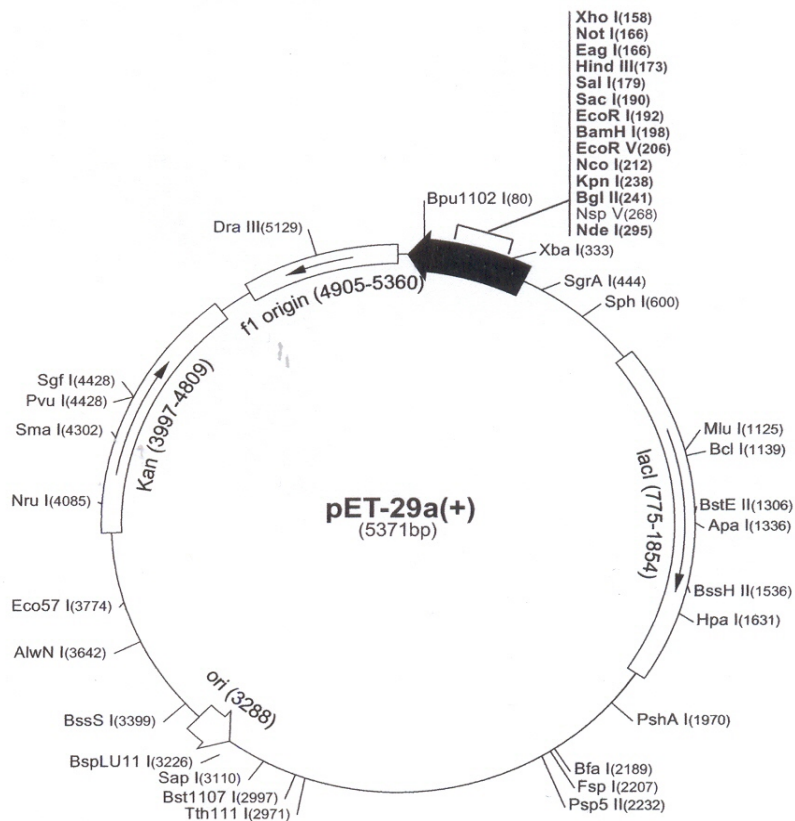 Xho I(158)
Not I(166)
Eag I(166)
Hind III(173)
Sal I(179)
Sac I(190)
EcoR I(192)
BamH I(198)
EcoR V(206)
Nco I(212)
Kpn I(238)
Bgl II(241)
Nsp V(268)
Nde I(295)
Bpu1102 I(80)
Xba I(333)
Dra III(5129)
SgrA I(444)
Sph I(600)
f1 origin (4905-5360)
Sgf I(4428)
Pvu I(4428)
Sma I(4302)
Kan (3997-4809)
Mlu I(1125)
Bcl I(1139)
lacI (775-1854)
Nru I(4085)
pET-29a(+)
(5371bp)
BstE II(1306)
Apa I(1336)
BssH II(1536)
Hpa I(1631)
Eco57 I(3774)
AlwN I(3642)
ori (3288)
BssS I(3399)
PshA I(1970)
BspLU11 I(3226)
Sap I(3110)
Bst1107 I(2997)
Tth111 I(2971)
Bfa I(2189)
Fsp I(2207)
Psp5 II(2232)